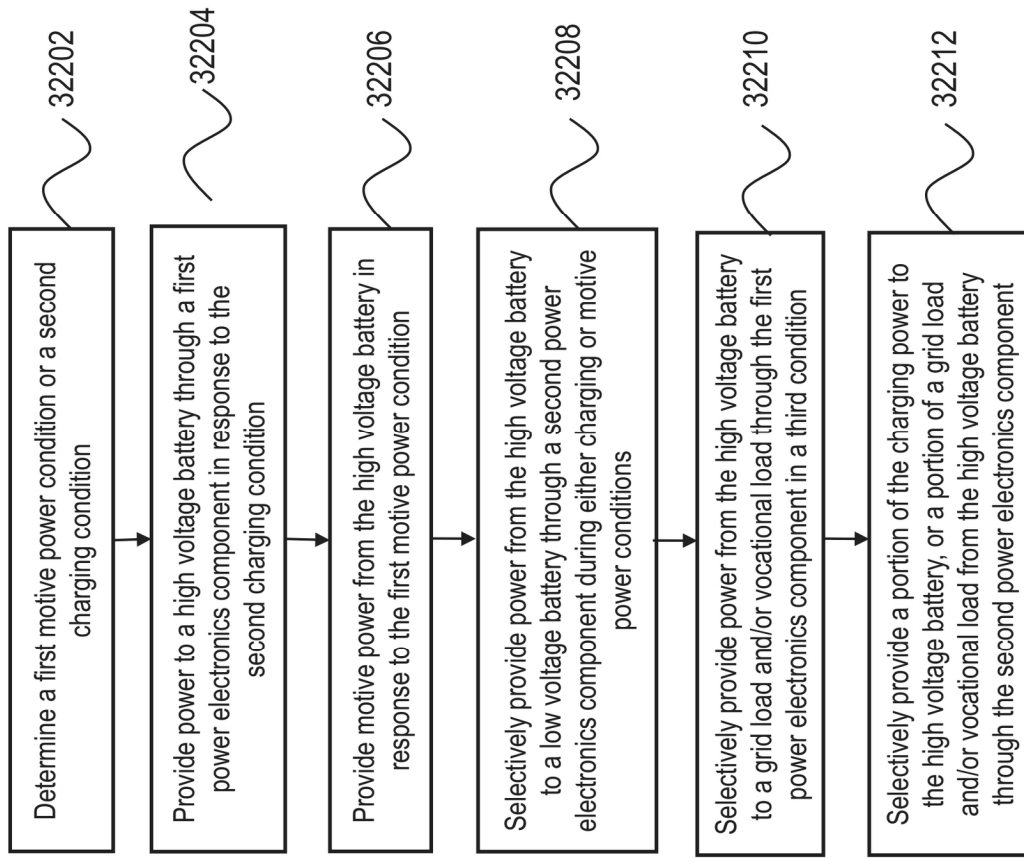 Determine a first motive power condition or a second
charging condition
32202
Provide power to a high voltage battery through a first
power electronics component in response to the
second charging condition
32204
Provide motive power from the high voltage battery in
response to the first motive power condition
32206
Selectively provide power from the high voltage battery
to a low voltage battery through a second power
electronics component during either charging or motive
power conditions
32208
Selectively provide power from the high voltage battery
to a grid load and/or vocational load through the first
power electronics component in a third condition
32210
Selectively provide a portion of the charging power to
the high voltage battery, or a portion of a grid load
and/or vocational load from the high voltage battery
through the second power electronics component
32212